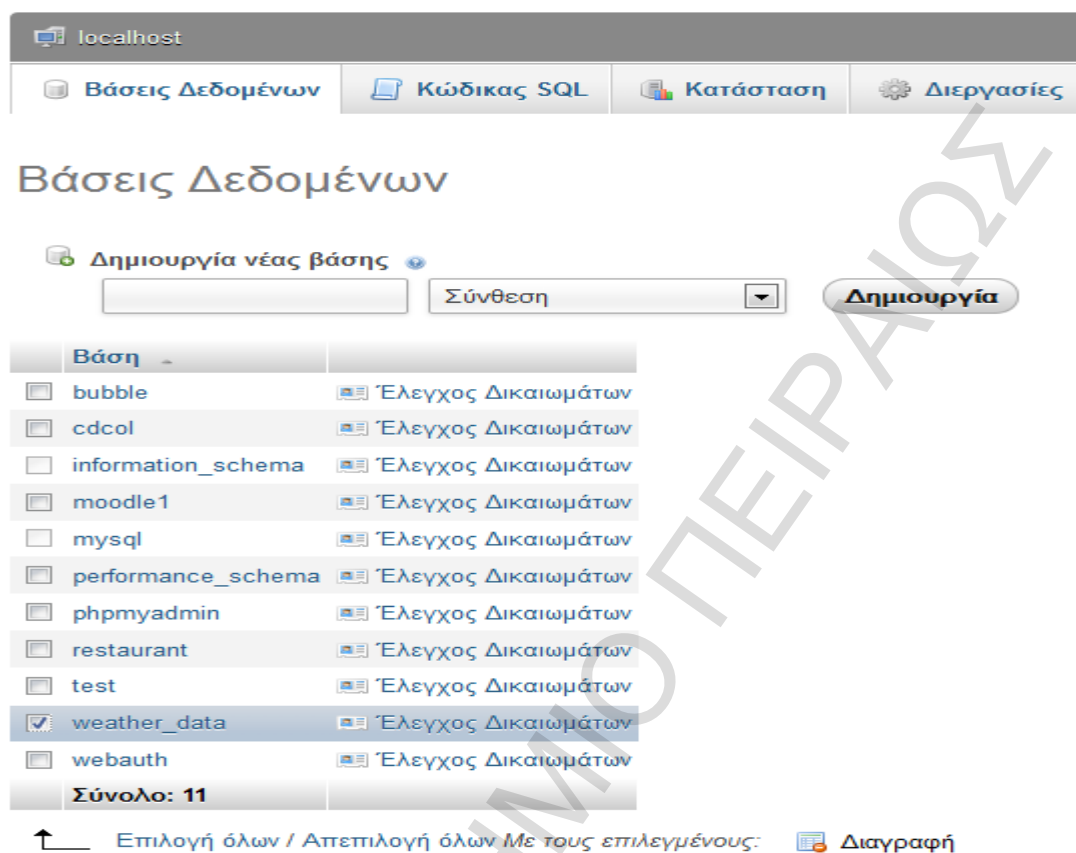 localhost
Βάσεις Δεδομένων Κώδικας SQL Κατάσταση Διεργασίες
Βάσεις Δεδομένων
Δημιουργία νέας βάσης
Σύνθεση Δημιουργία
Βάση
bubble Έλεγχος Δικαιωμάτων
cdcol Έλεγχος Δικαιωμάτων
information_schema Έλεγχος Δικαιωμάτων
moodle1 Έλεγχος Δικαιωμάτων
mysql Έλεγχος Δικαιωμάτων
performance_schema Έλεγχος Δικαιωμάτων
phpmyadmin Έλεγχος Δικαιωμάτων
restaurant Έλεγχος Δικαιωμάτων
test Έλεγχος Δικαιωμάτων
weather_data Έλεγχος Δικαιωμάτων
webauth Έλεγχος Δικαιωμάτων
Σύνολο: 11
Επιλογή όλων / Απεπιλογή όλων Με τους επιλεγμένους: Διαγραφή
ΜΙΟ ΠΕΙΡΑΙΩΣ